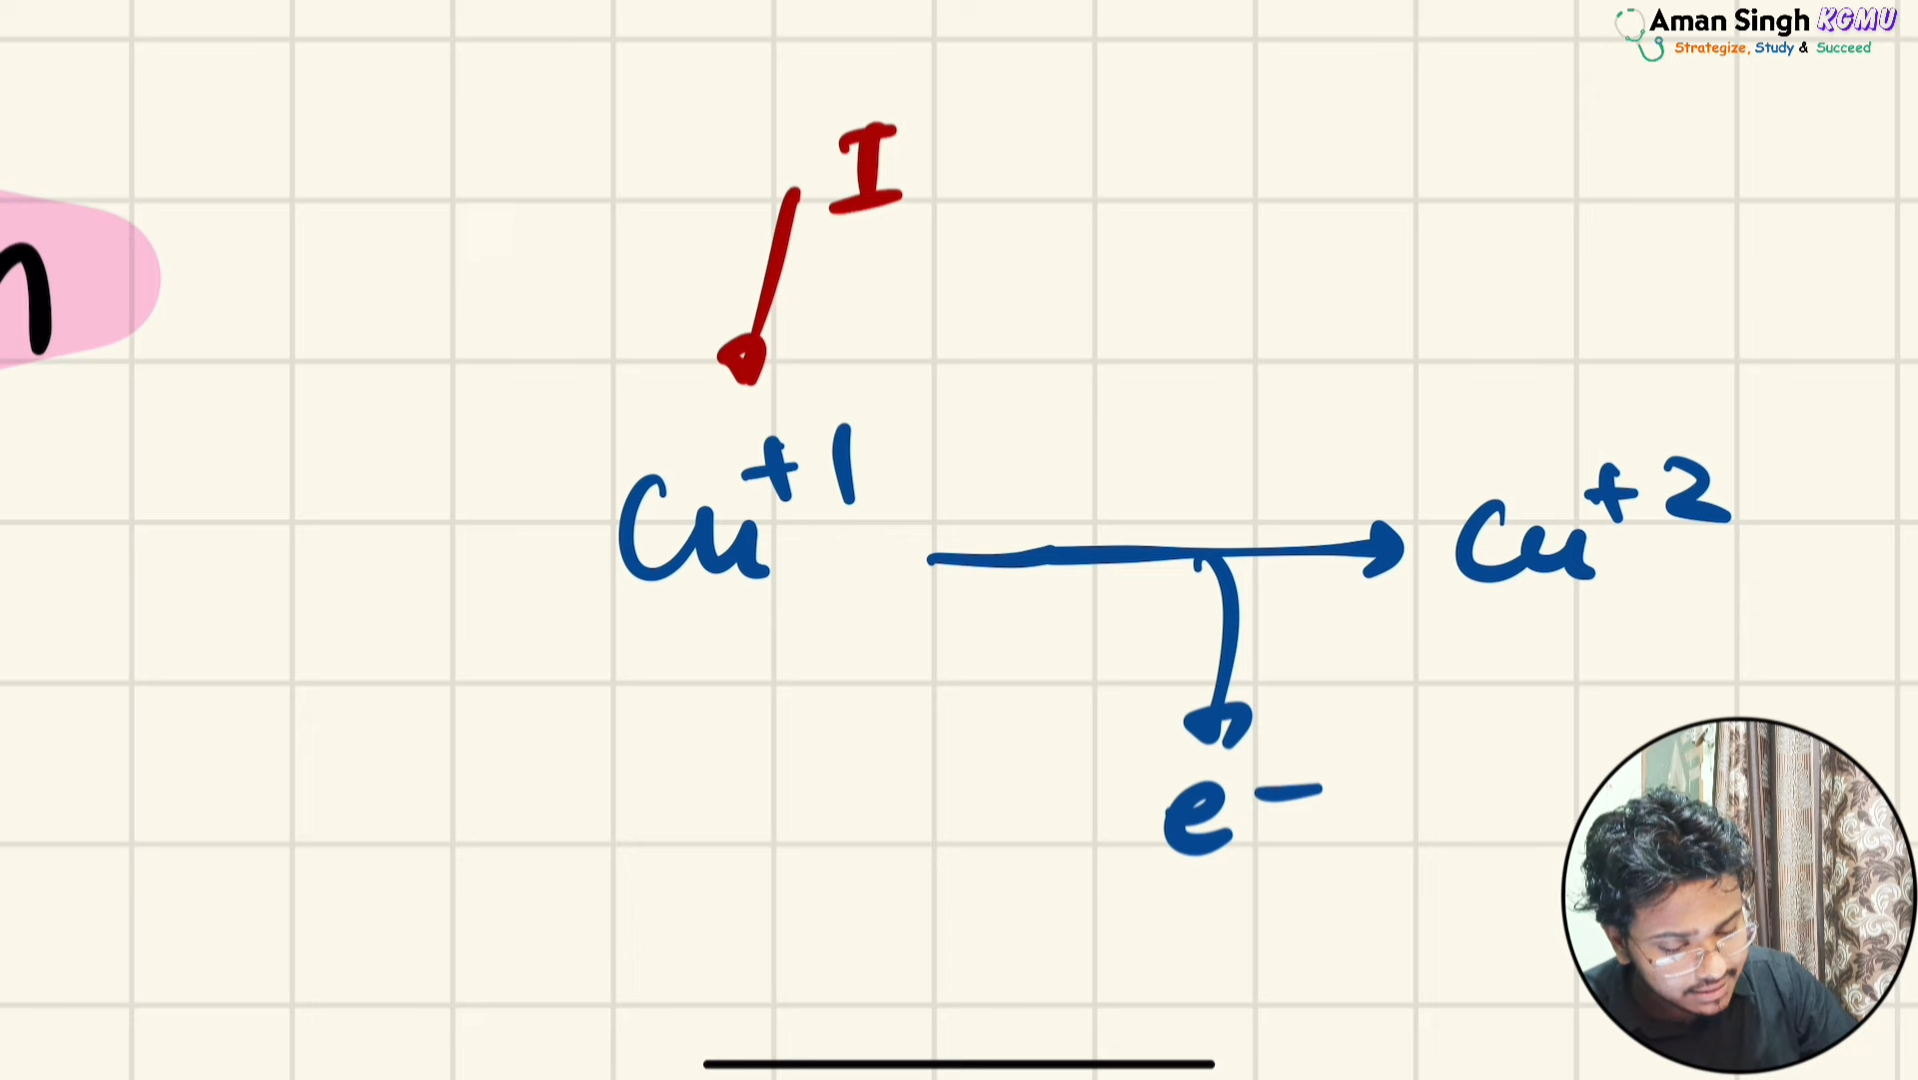 Aman Singh KGMU
Strategize, Study & Succeed
I
n
Cu+1 → Cu+2
e-